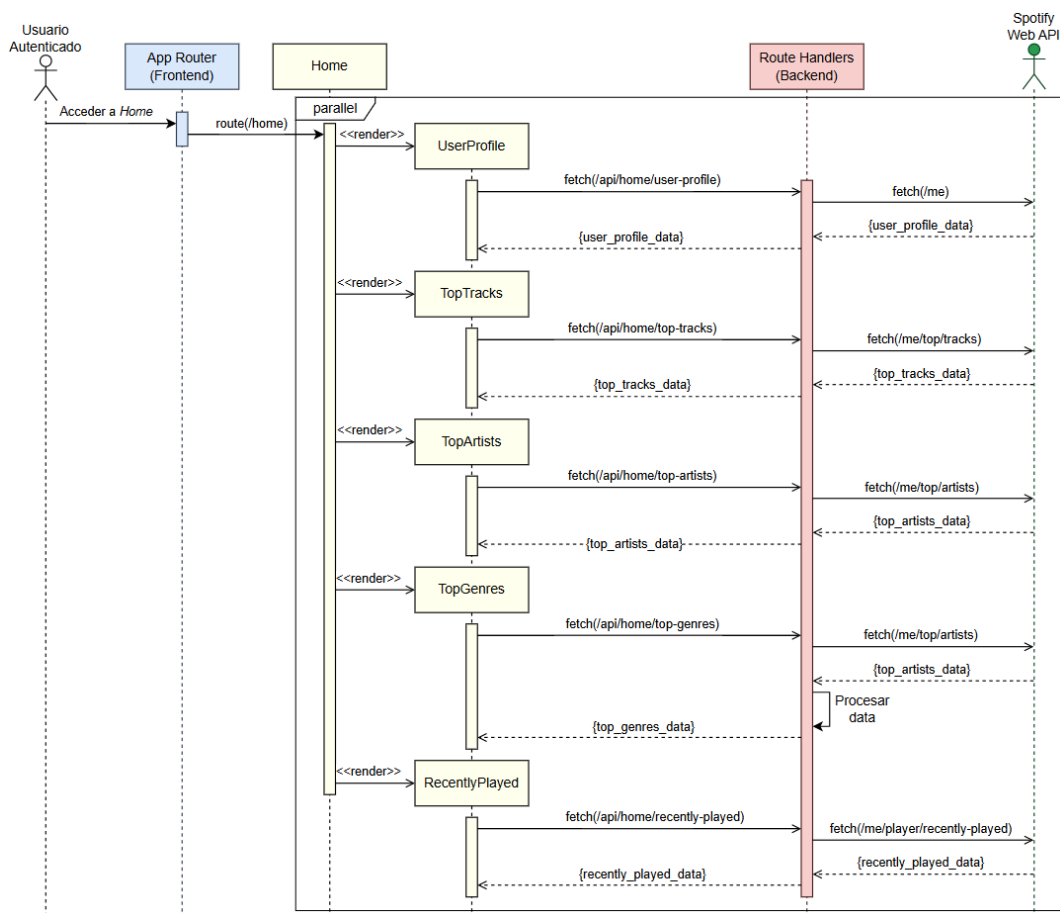 Usuario
Autenticado
App Router
(Frontend)
Home
Route Handlers
(Backend)
Spotify
Web API
parallel
Acceder a Home
route(/home)
<<render>>
UserProfile
fetch(/api/home/user-profile)
fetch(/me)
{user_profile_data}
{user_profile_data}
<<render>>
TopTracks
fetch(/api/home/top-tracks)
fetch(/me/top/tracks)
{top_tracks_data}
{top_tracks_data}
<<render>>
TopArtists
fetch(/api/home/top-artists)
fetch(/me/top/artists)
{top_artists_data}
{top_artists_data}
<<render>>
TopGenres
fetch(/api/home/top-genres)
fetch(/me/top/artists)
{top_artists_data}
Procesar
data
{top_genres_data}
<<render>>
RecentlyPlayed
fetch(/api/home/recently-played)
fetch(/me/player/recently-played)
{recently_played_data}
{recently_played_data}